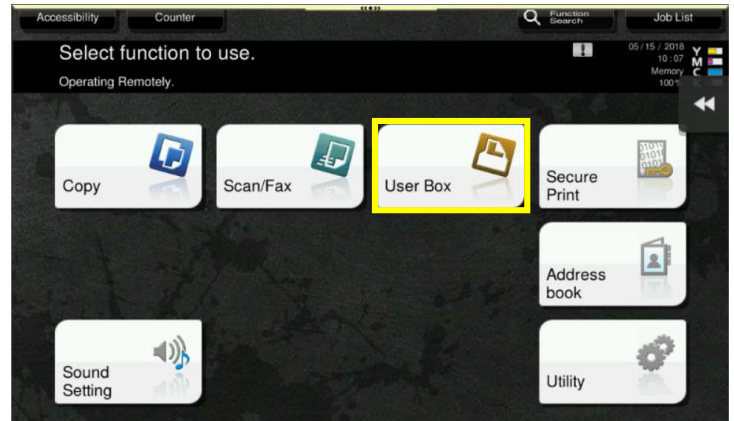 Accessibility
Counter
Function
Search
Job List
Select function to use.
Operating Remotely.
05/15/2018
10:07
Memory
100%
Y
M
C
Copy
Scan/Fax
User Box
Secure
Print
Address
book
Sound
Setting
Utility